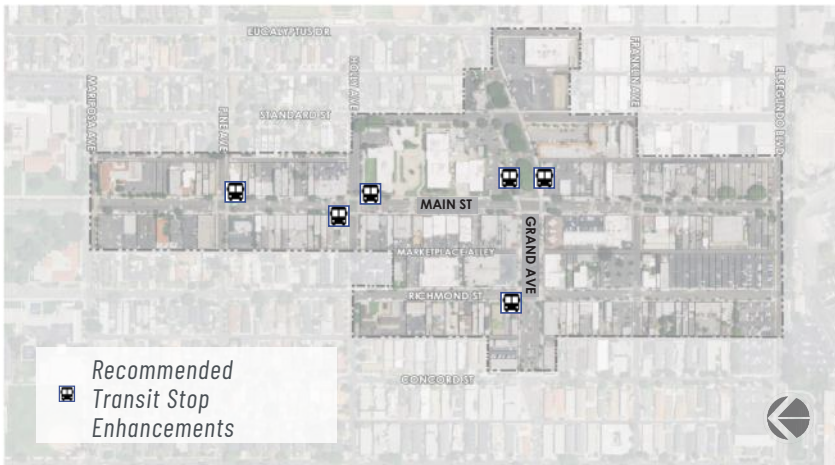 EUCALYPTUS DR
HOLLY AVE
FRANKLIN AVE
EL SEGUNDO BLVD
MARIPOSA AVE
PINE AVE
STANDARD ST
MAIN ST
GRAND AVE
MARKETPLACE ALLEY
RICHMOND ST
CONCORD ST
Recommended
Transit Stop
Enhancements